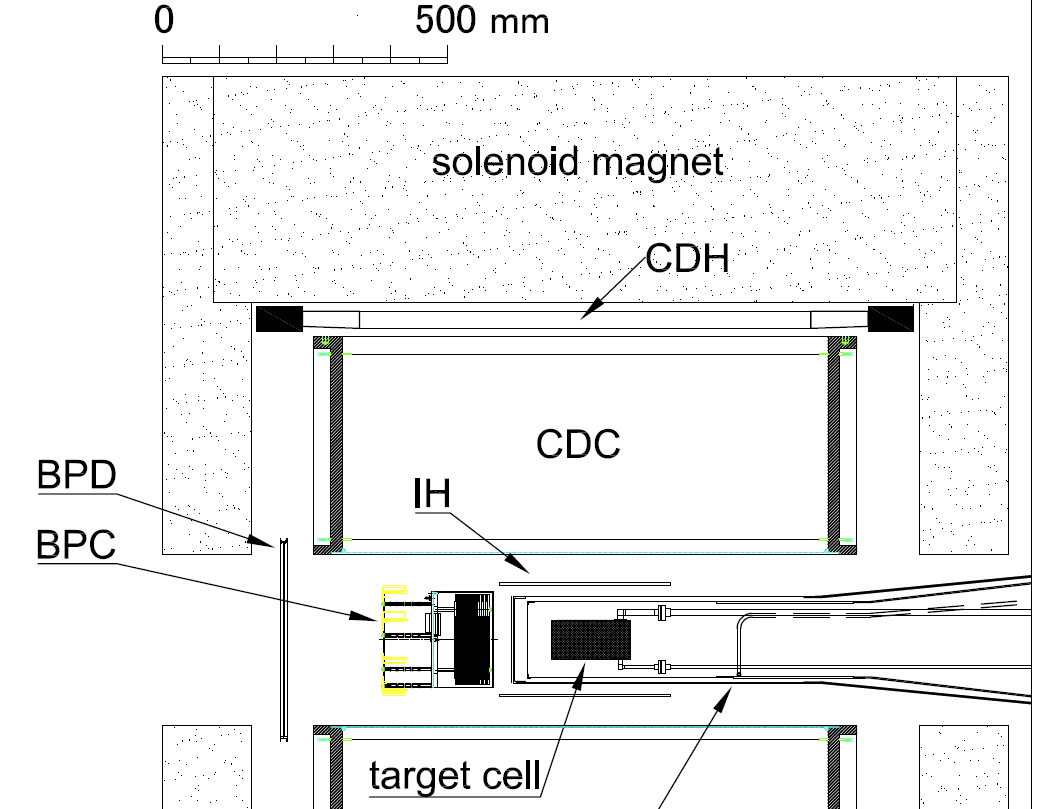 0 500 mm
solenoid magnet
CDH
CDC
BPD
IH
BPC
target cell